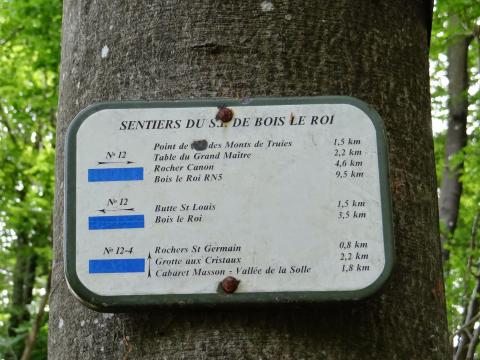 SENTIERS DU S.I. DE BOIS LE ROI
No 12
Point de des Monts de Truies 1,5 km
Table du Grand Maître 2,2 km
Rocher Canon 4,6 km
Bois le Roi RN5 9,5 km
No 12
Butte St Louis 1,5 km
Bois le Roi 3,5 km
No 12-4
Rochers St Germain 0,8 km
Grotte aux Cristaux 2,2 km
Cabaret Masson - Vallée de la Solle 1,8 km